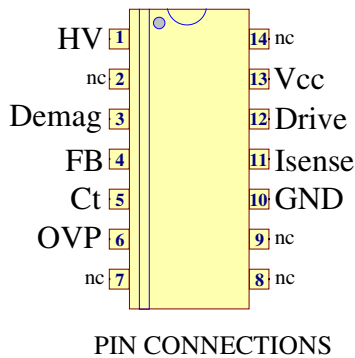 HV 1 14 nc
nc 2 13 Vcc
Demag 3 12 Drive
FB 4 11 Isense
Ct 5 10 GND
OVP 6 9 nc
nc 7 8 nc
PIN CONNECTIONS